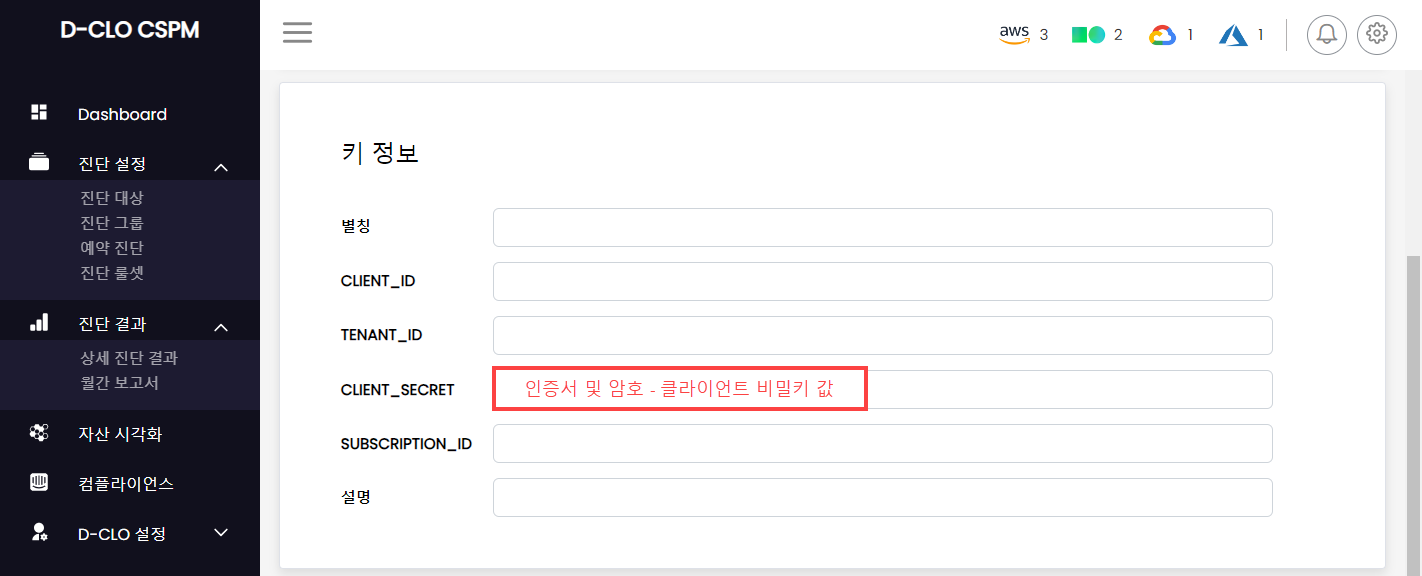 D-CLO CSPM
aws 3 2 1 1
Dashboard
진단 설정
진단 대상
진단 그룹
예약 진단
진단 룰셋
진단 결과
상세 진단 결과
월간 보고서
자산 시각화
컴플라이언스
D-CLO 설정
키 정보
별칭
CLIENT_ID
TENANT_ID
CLIENT_SECRET 인증서 및 암호 - 클라이언트 비밀키 값
SUBSCRIPTION_ID
설명